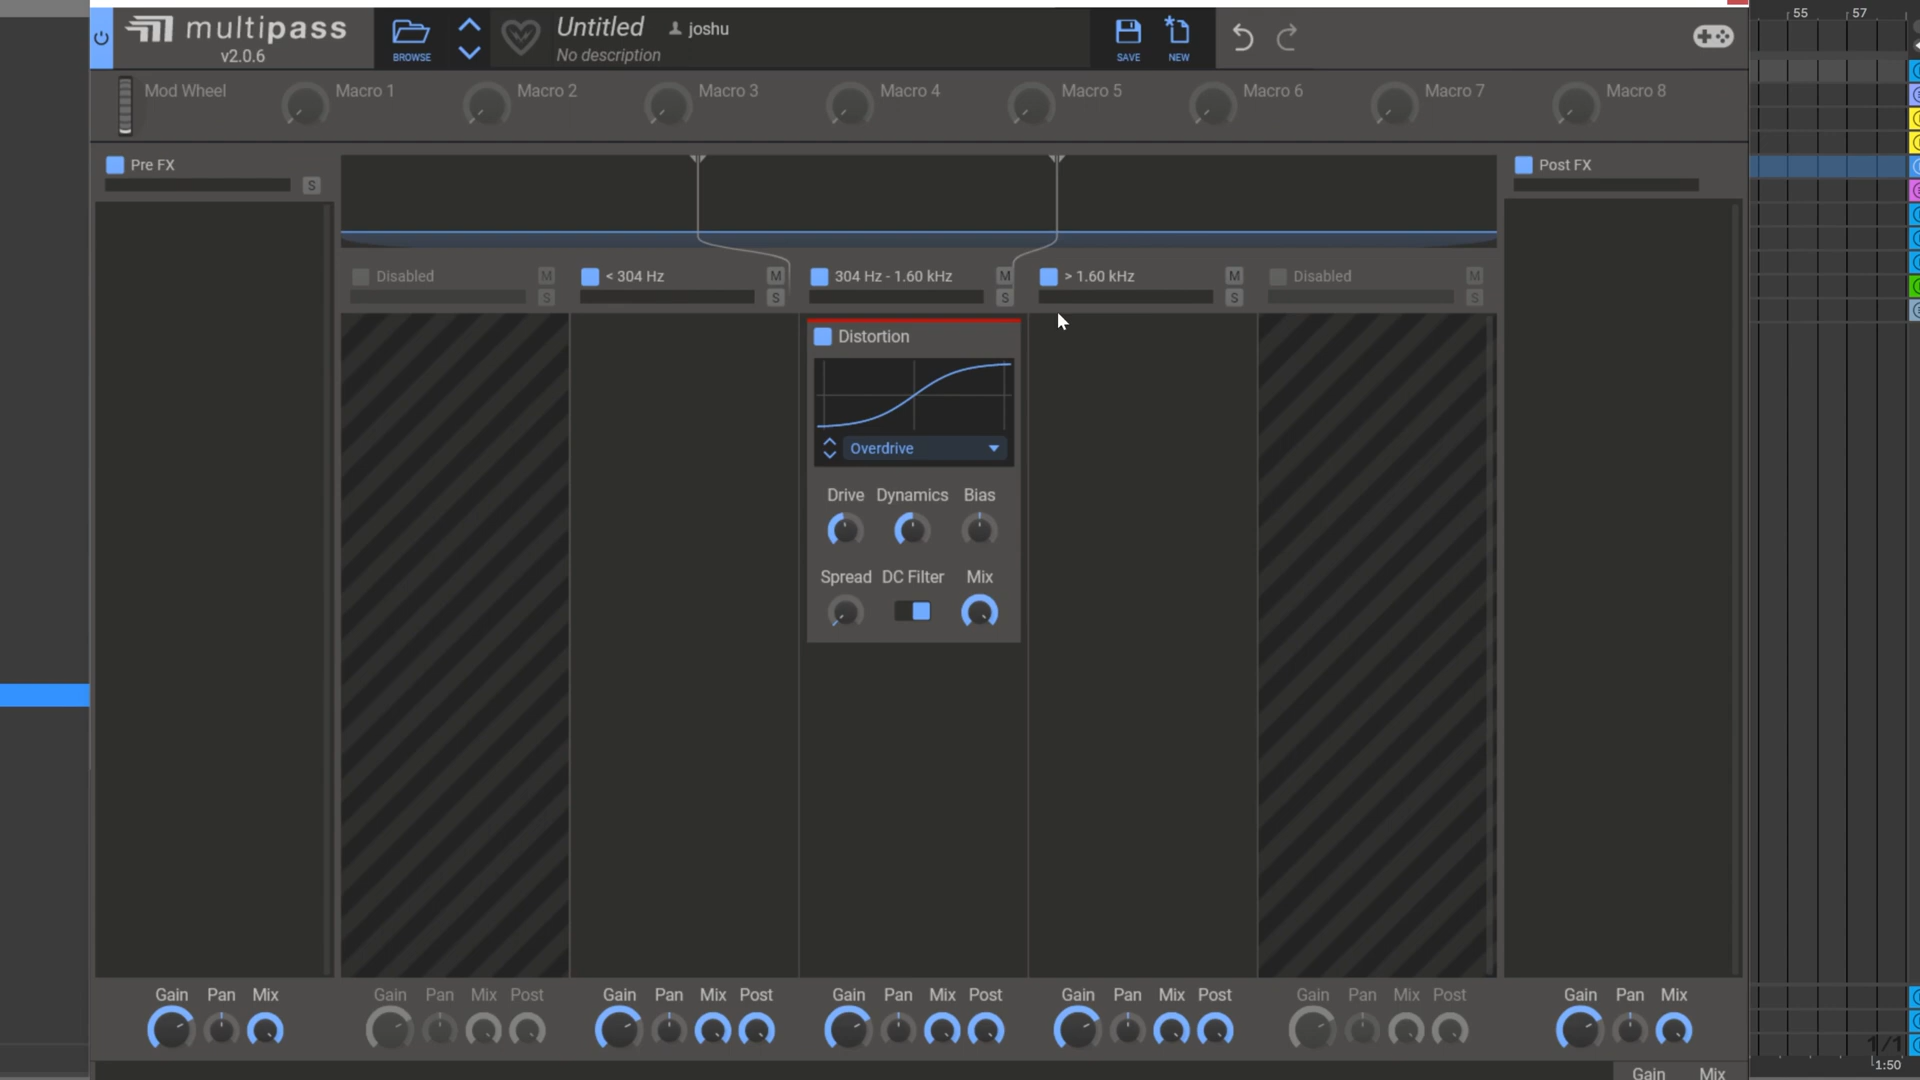 multipass
v2.0.6
BROWSE
Untitled joshu
No description
SAVE
NEW
55 57
Mod Wheel Macro 1 Macro 2 Macro 3 Macro 4 Macro 5 Macro 6 Macro 7 Macro 8
Pre FX
S
Post FX
Disabled M < 304 Hz M 304 Hz - 1.60 kHz M > 1.60 kHz M Disabled M
S S S S S
Distortion
Overdrive
Drive Dynamics Bias
Spread DC Filter Mix
Gain Pan Mix Gain Pan Mix Post Gain Pan Mix Post Gain Pan Mix Post Gain Pan Mix Post Gain Pan Mix Post Gain Pan Mix
1/1
1:50
Gain Mix